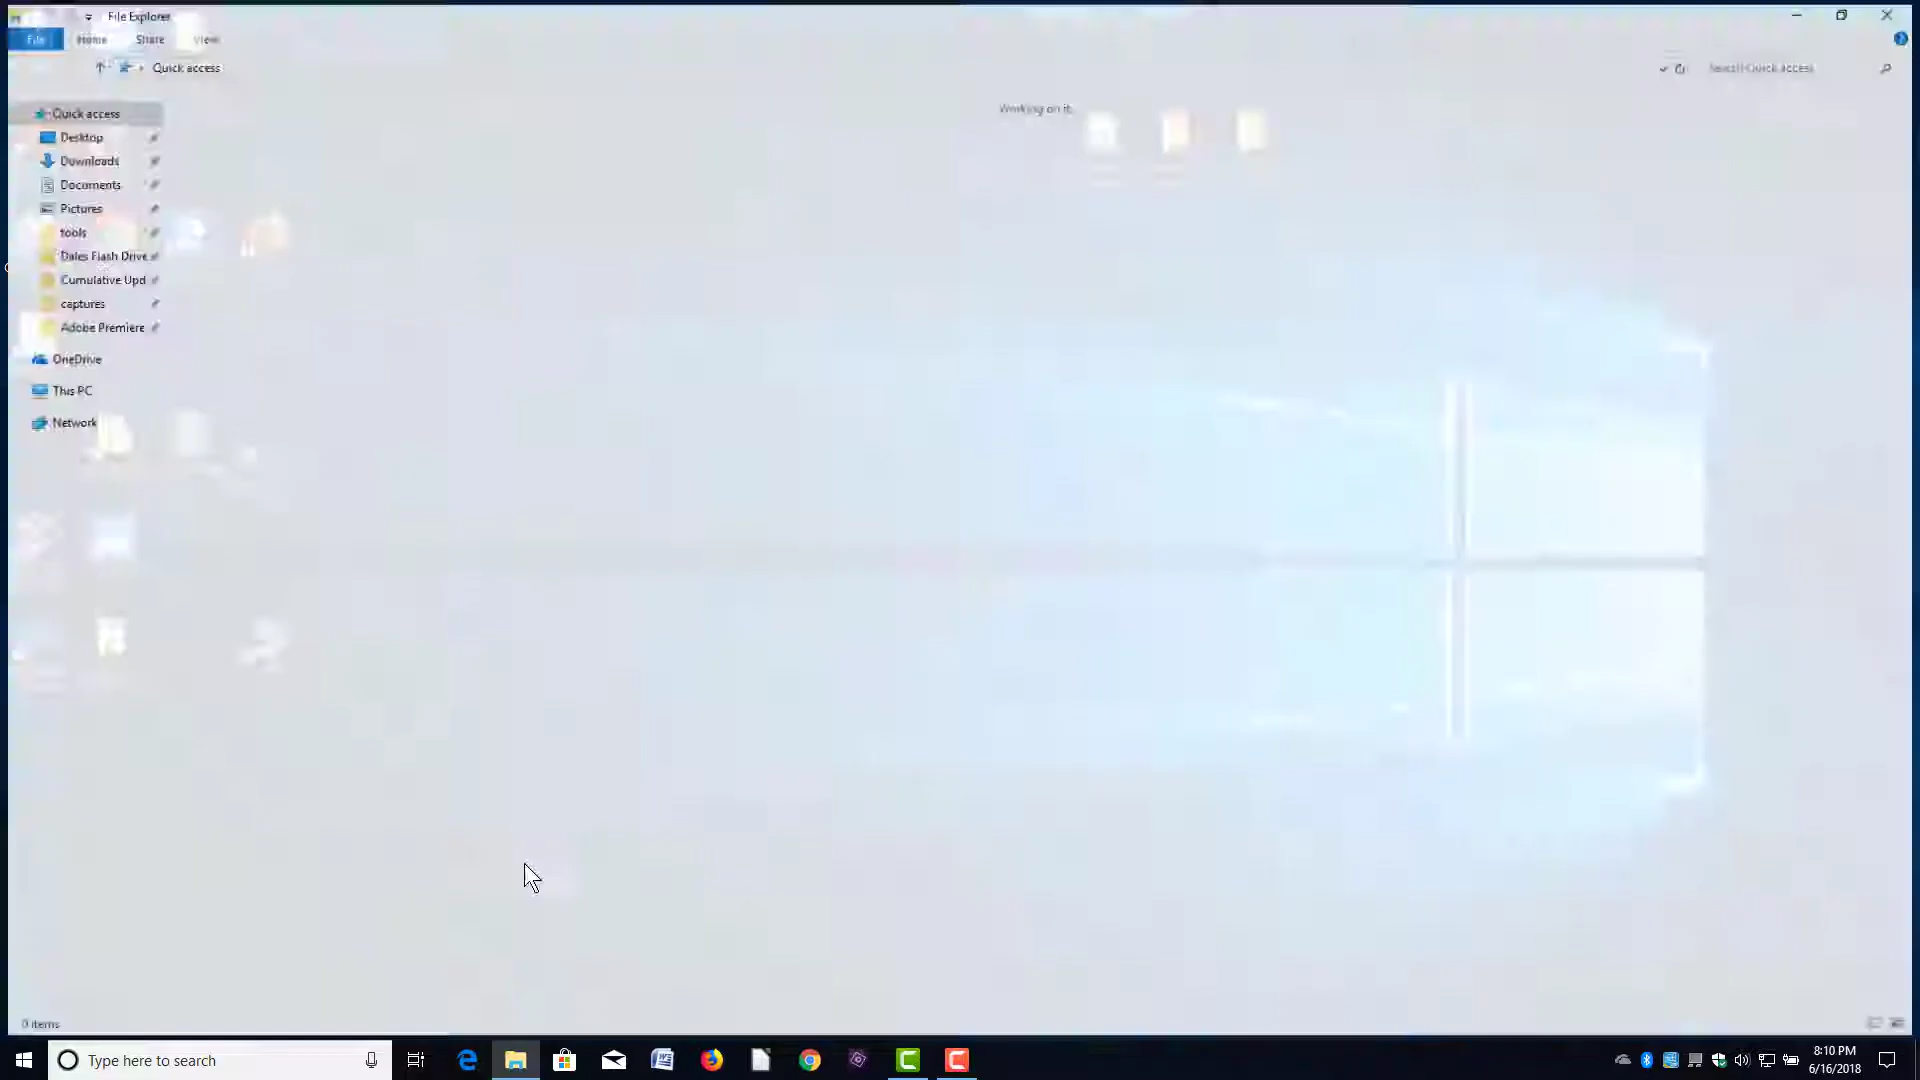 File Explorer
File Home Share View
Quick access
Search Quick access
Working on it.
Quick access
Desktop
Downloads
Documents
Pictures
tools
Dales Flash Drive
Cumulative Upd
captures
Adobe Premiere
OneDrive
This PC
Network
0 items
Type here to search
8:10 PM
6/16/2018